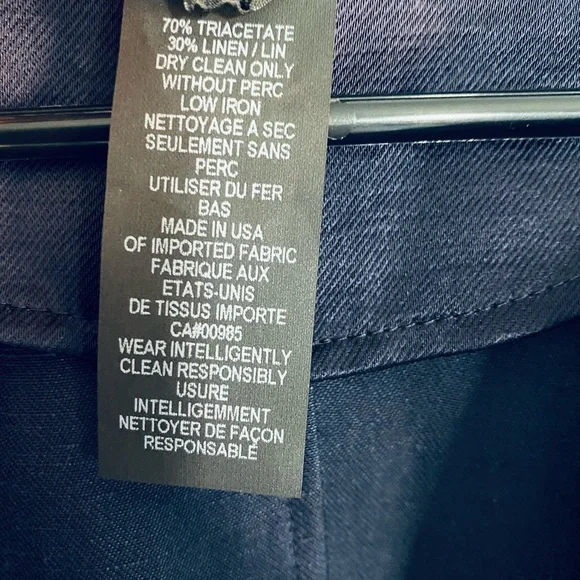 70% TRIACETATE
30% LINEN / LIN
DRY CLEAN ONLY
WITHOUT PERC
LOW IRON
NETTOYAGE A SEC
SEULEMENT SANS
PERC
UTILISER DU FER
BAS
MADE IN USA
OF IMPORTED FABRIC
FABRIQUE AUX
ETATS-UNIS
DE TISSUS IMPORTE
CA#00985
WEAR INTELLIGENTLY
CLEAN RESPONSIBLY
USURE
INTELLIGEMMENT
NETTOYER DE FAÇON
RESPONSABLE